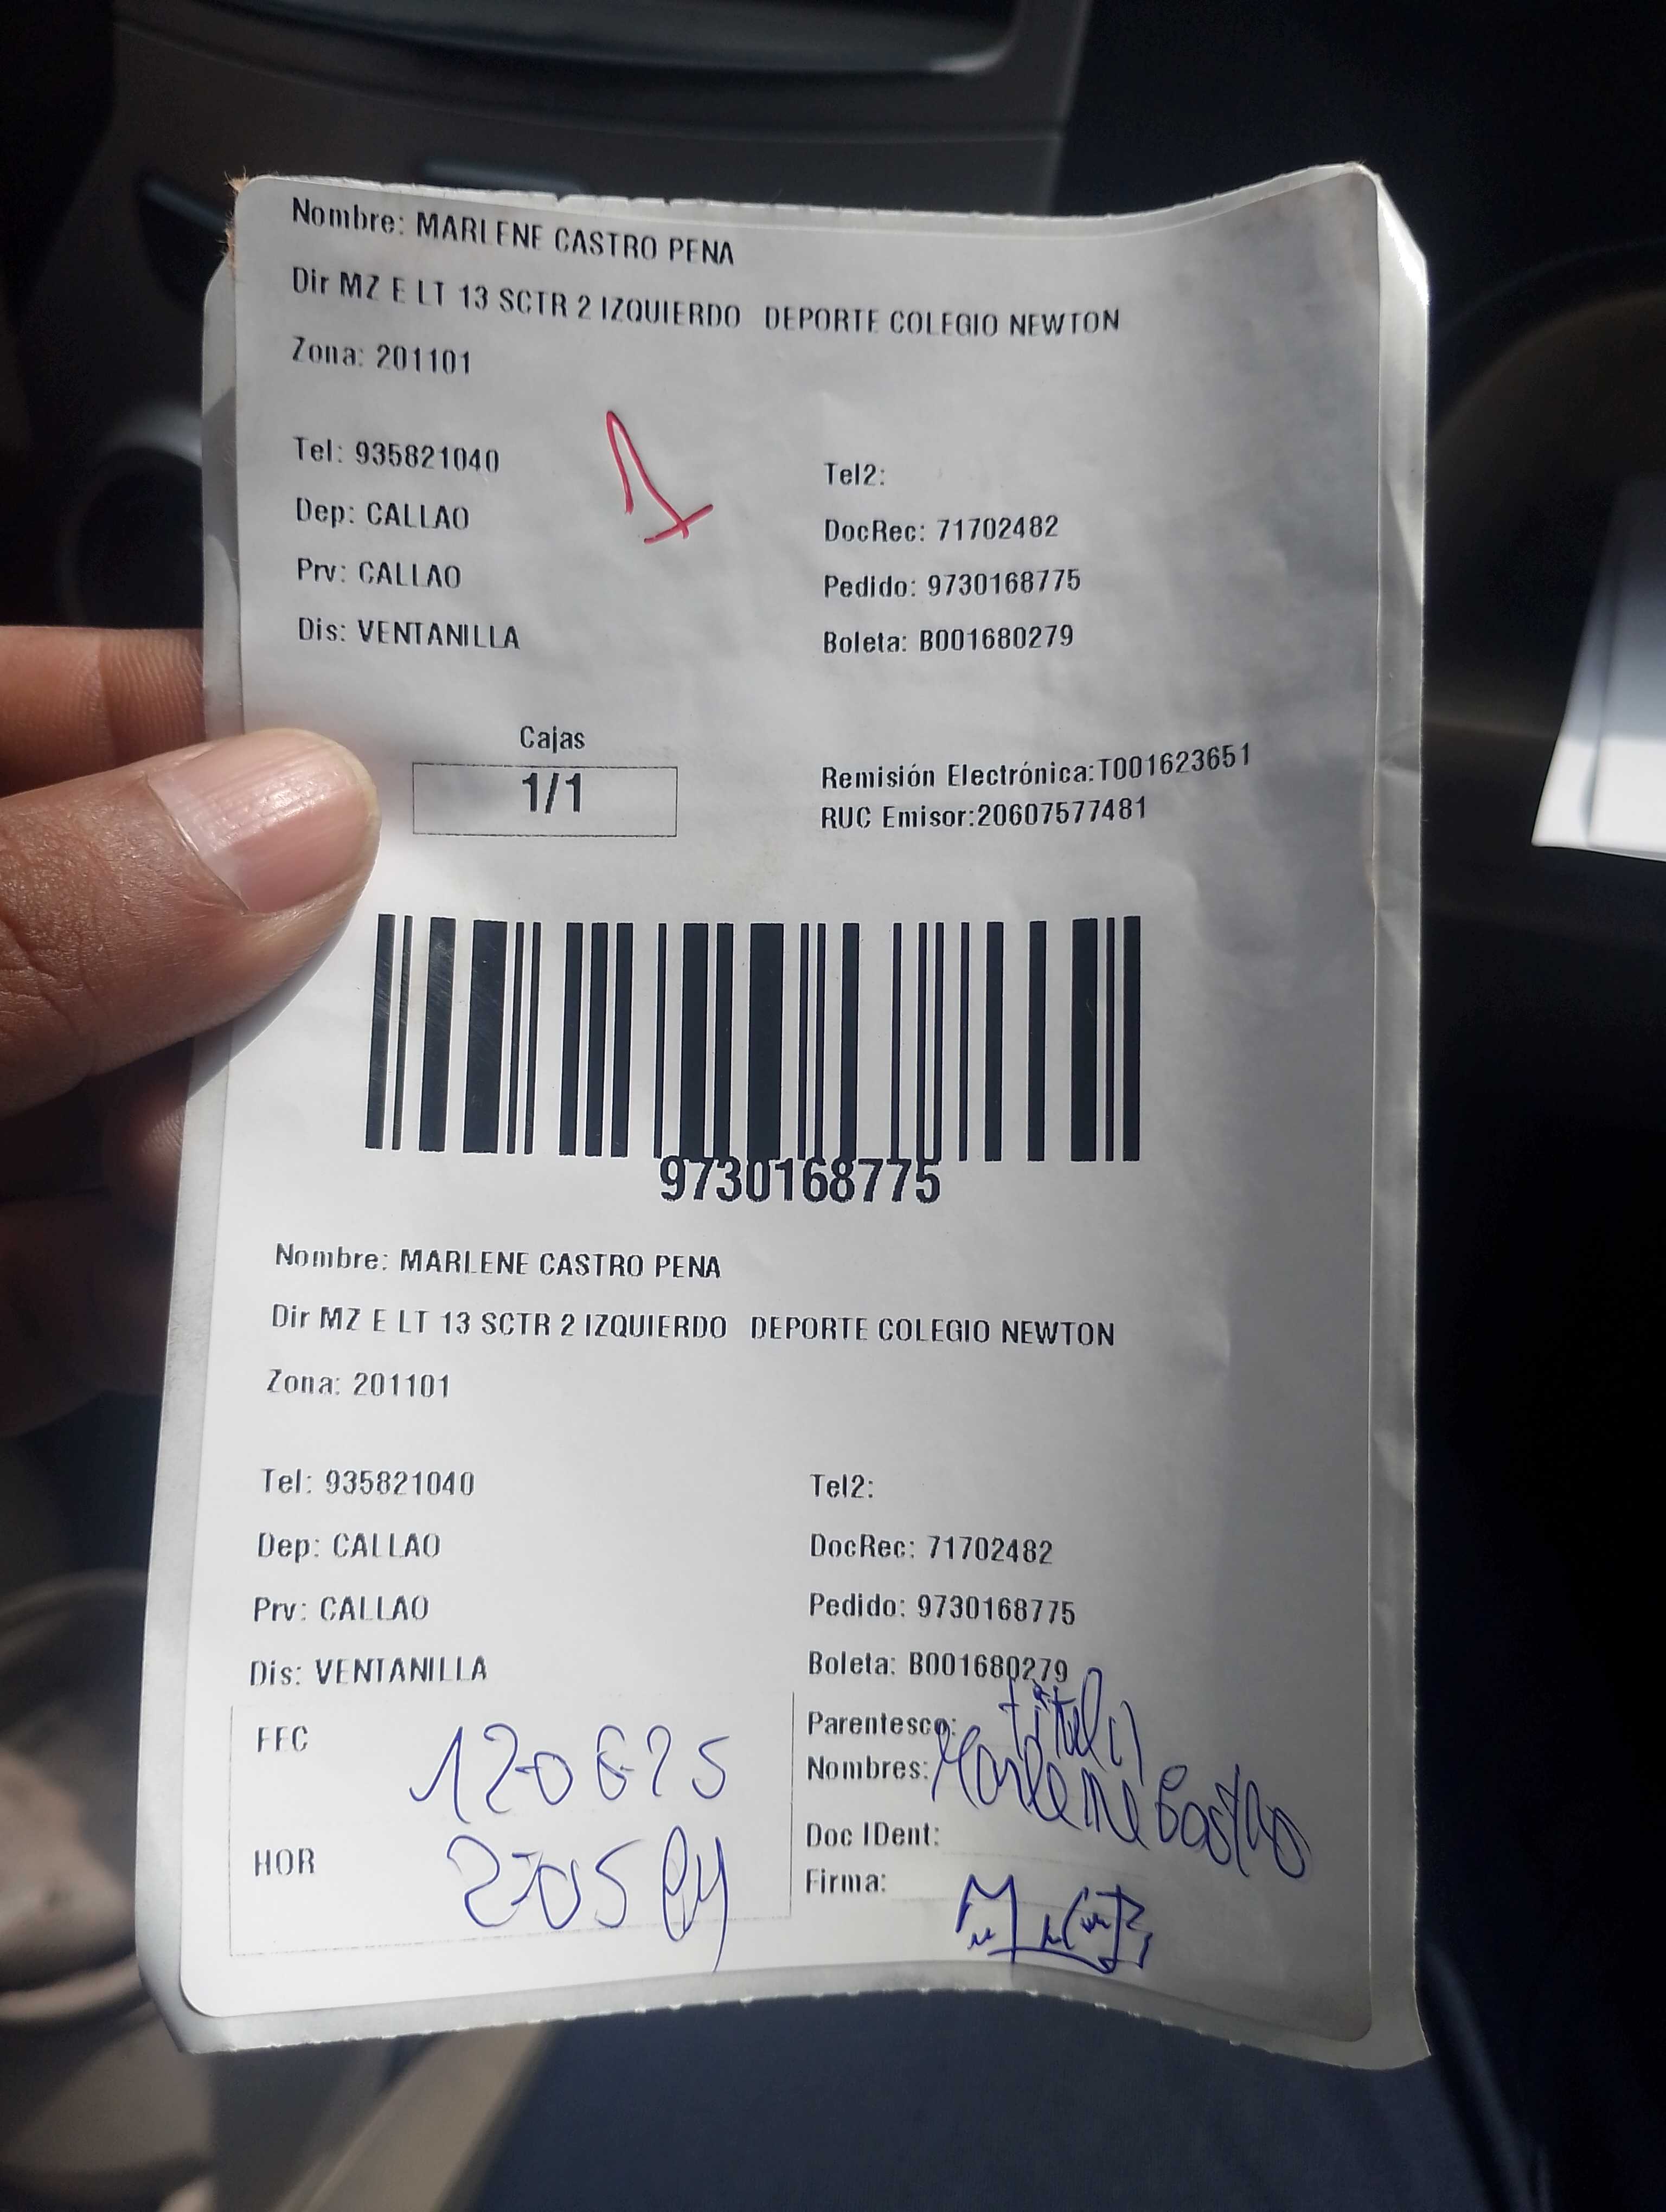 Nombre: MARLENE CASTRO PENA
Dir MZ E LT 13 SCTR 2 IZQUIERDO DEPORTE COLEGIO NEWTON
Zona: 201101
Tel: 935821040
Tel2:
Dep: CALLAO
DocRec: 71702482
Prv: CALLAO
Pedido: 9730168775
Dis: VENTANILLA
Boleta: B001680279
Cajas
1/1
Remisión Electrónica:T001623651
RUC Emisor:20607577481
9730168775
Nombre: MARLENE CASTRO PENA
Dir MZ E LT 13 SCTR 2 IZQUIERDO DEPORTE COLEGIO NEWTON
Zona: 201101
Tel: 935821040
Tel2:
Dep: CALLAO
DocRec: 71702482
Prv: CALLAO
Pedido: 9730168775
Dis: VENTANILLA
Boleta: B001680279
FEC
Parentesco:
Nombres: Marlene Castro
HOR
Doc IDent:
Firma: